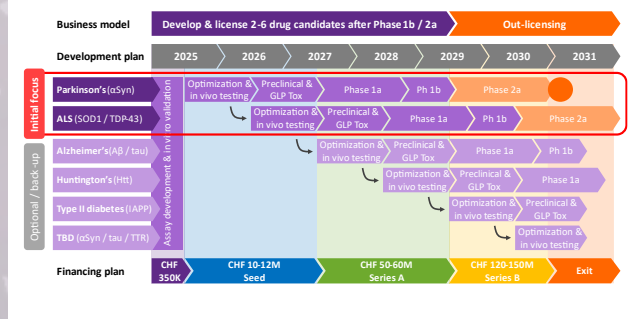 Business model
Develop & license 2-6 drug candidates after Phase1b / 2a
Out-licensing
Development plan
2025
2026
2027
2028
2029
2030
2031
Initial focus
Optional / back-up
Assay development & in vitro validation
Parkinson's(αSyn)
Optimization & in vivo testing
Preclinical & GLP Tox
Phase 1a
Ph 1b
Phase 2a
ALS (SOD1 / TDP-43)
Optimization & in vivo testing
Preclinical & GLP Tox
Phase 1a
Ph 1b
Phase 2a
Alzheimer's(Aβ / tau)
Optimization & in vivo testing
Preclinical & GLP Tox
Phase 1a
Ph 1b
Huntington's(Htt)
Optimization & in vivo testing
Preclinical & GLP Tox
Phase 1a
Type II diabetes(IAPP)
Optimization & in vivo testing
Preclinical & GLP Tox
TBD (αSyn / tau / TTR)
Optimization & in vivo testing
Financing plan
CHF 350K
CHF 10-12M
Seed
CHF 50-60M
Series A
CHF 120-150M
Series B
Exit